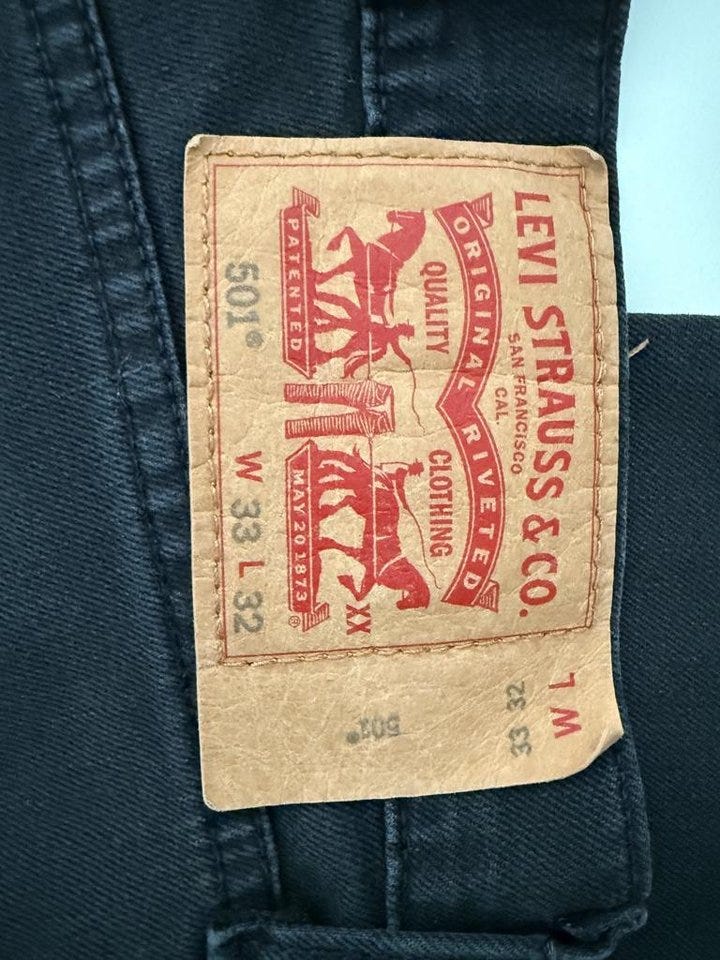 LEVI STRAUSS & CO.
SAN FRANCISCO
CAL.
ORIGINAL RIVETED
QUALITY CLOTHING
XX
PATENTED MAY 20 1873 ®
501® W 33 L 32
W 33
L 32
501®